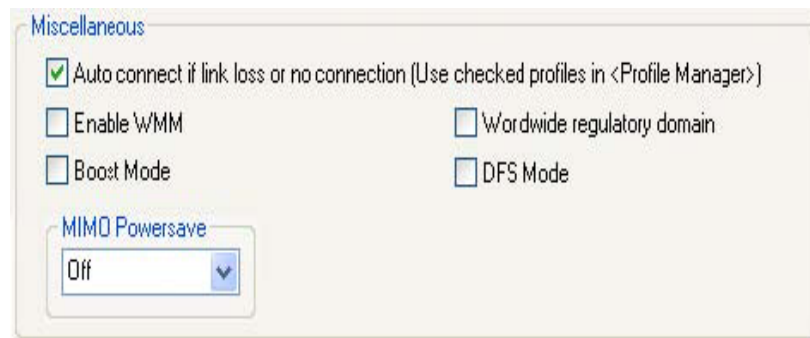 Miscellaneous
Auto connect if link loss or no connection (Use checked profiles in <Profile Manager>)
Enable WMM
Wordwide regulatory domain
Boost Mode
DFS Mode
MIMO Powersave
Off